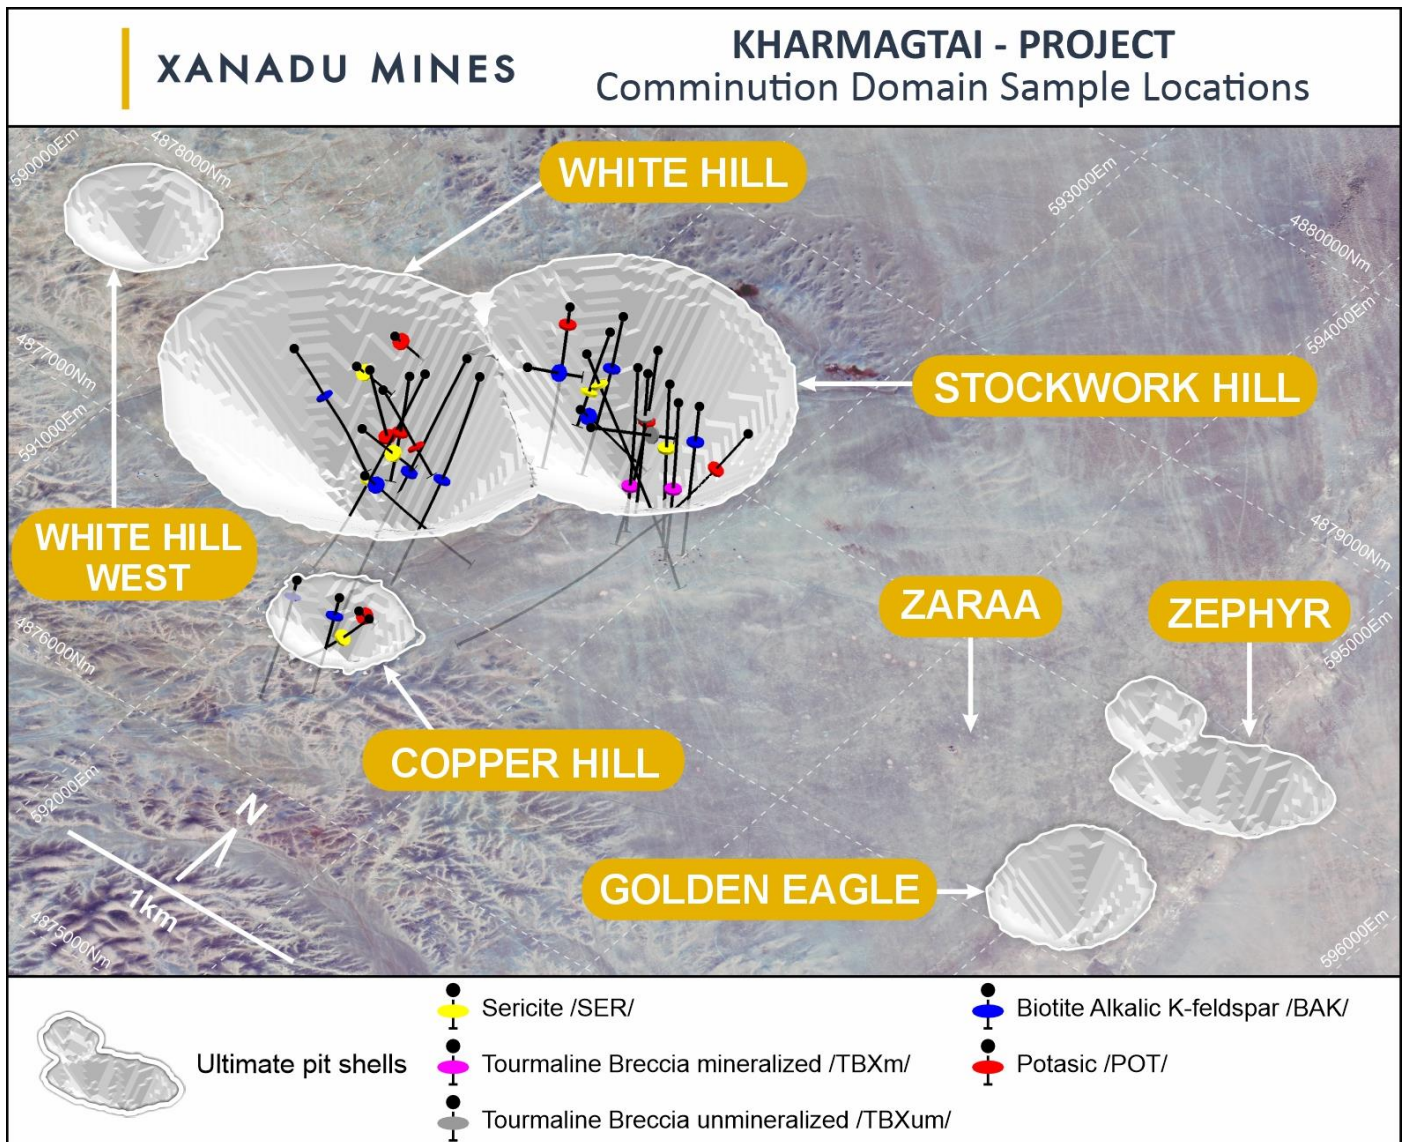 XANADU MINES
KHARMAGTAI - PROJECT
Comminution Domain Sample Locations
590000Em
4878000Nm
WHITE HILL
593000Em
4880000Nm
594000Em
4877000Nm
591000Em
STOCKWORK HILL
WHITE HILL
WEST
4879000Nm
ZARAA
ZEPHYR
595000Em
4876000Nm
COPPER HILL
592000Em
N
1km
GOLDEN EAGLE
4875000Nm
596000Em
Ultimate pit shells
Sericite /SER/
Tourmaline Breccia mineralized /TBXm/
Tourmaline Breccia unmineralized /TBXum/
Biotite Alkalic K-feldspar /BAK/
Potasic /POT/